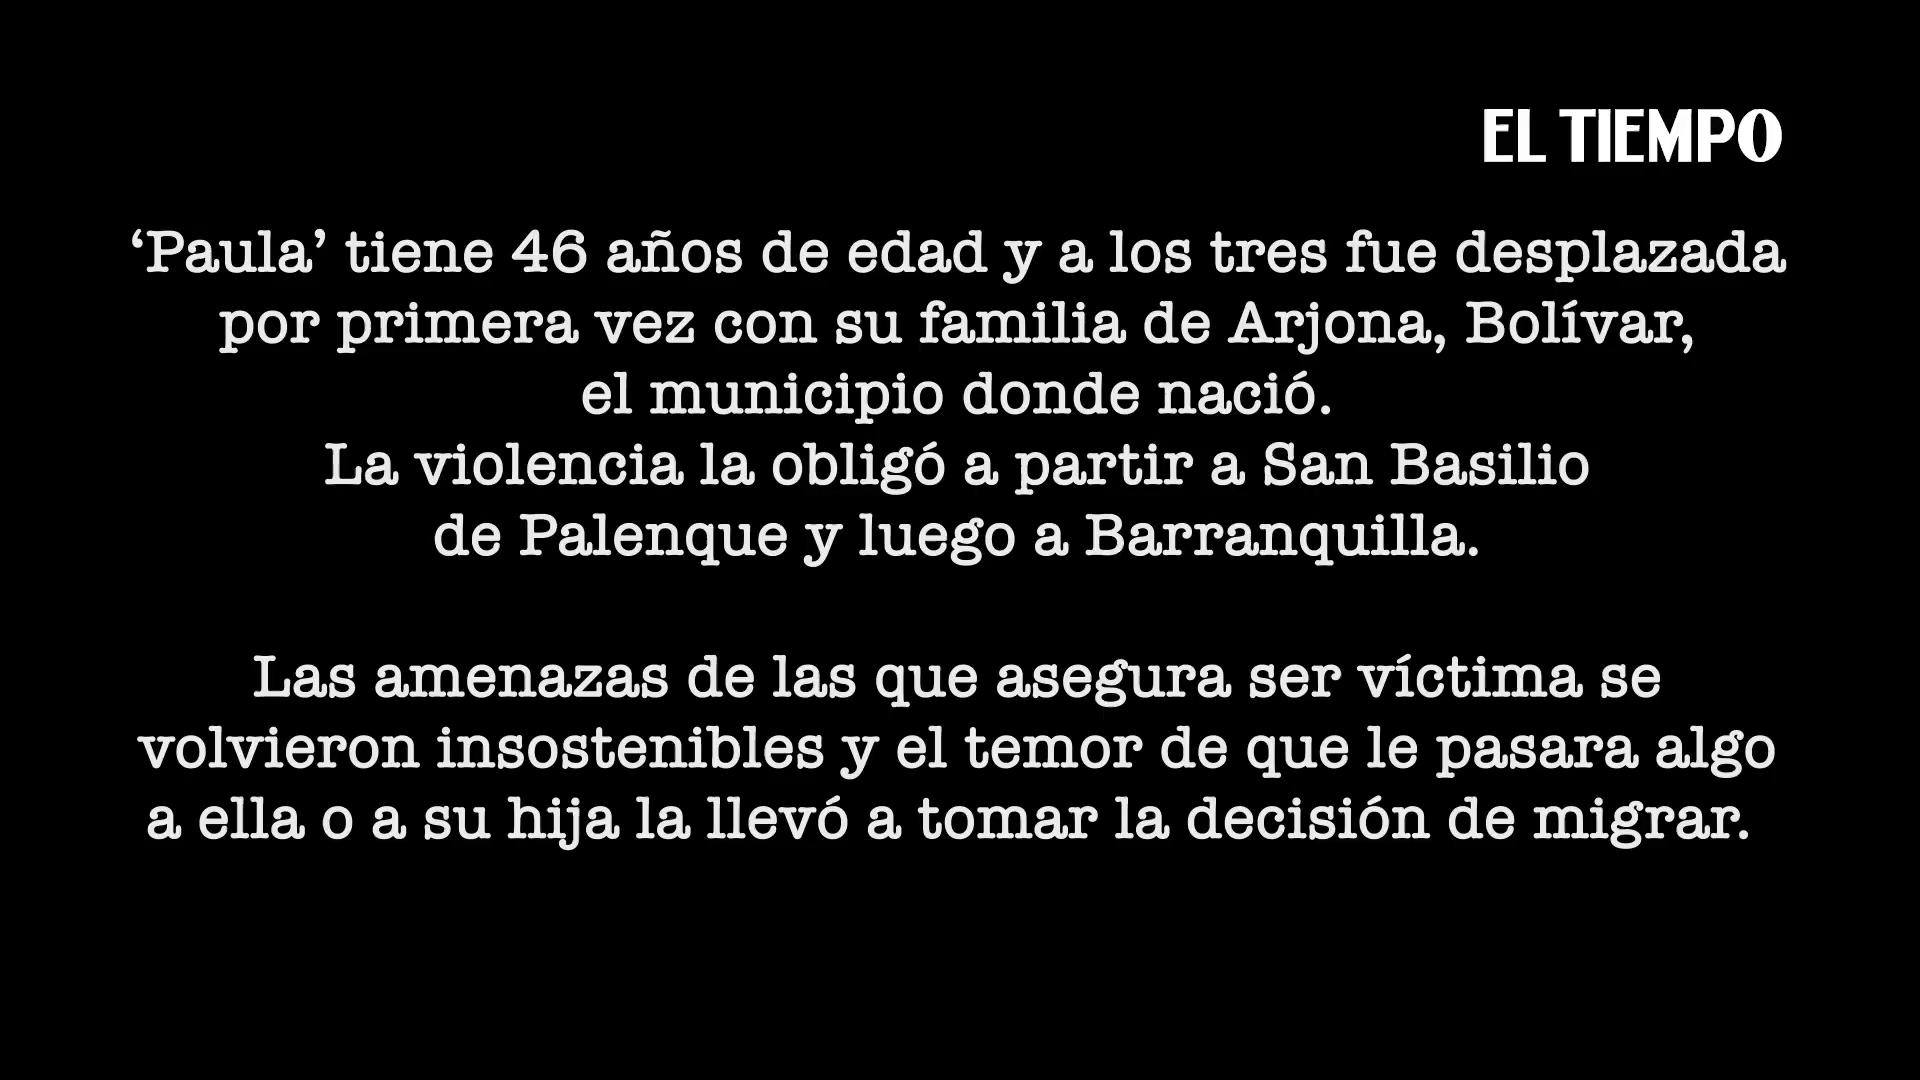 EL TIEMPO
‘Paula’ tiene 46 años de edad y a los tres fue desplazada
por primera vez con su familia de Arjona, Bolívar,
el municipio donde nació.
La violencia la obligó a partir a San Basilio
de Palenque y luego a Barranquilla.
Las amenazas de las que asegura ser víctima se
volvieron insostenibles y el temor de que le pasara algo
a ella o a su hija la llevó a tomar la decisión de migrar.